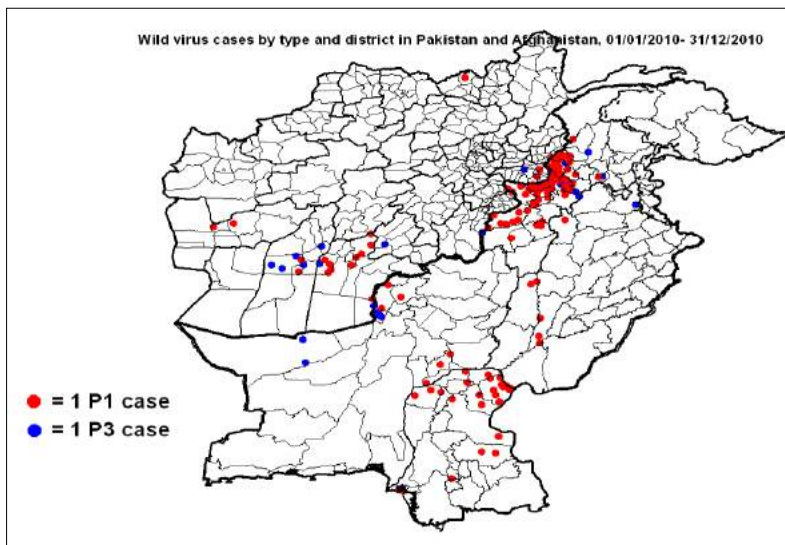 Wild virus cases by type and district in Pakistan and Afghanistan, 01/01/2010- 31/12/2010
= 1 P1 case
= 1 P3 case